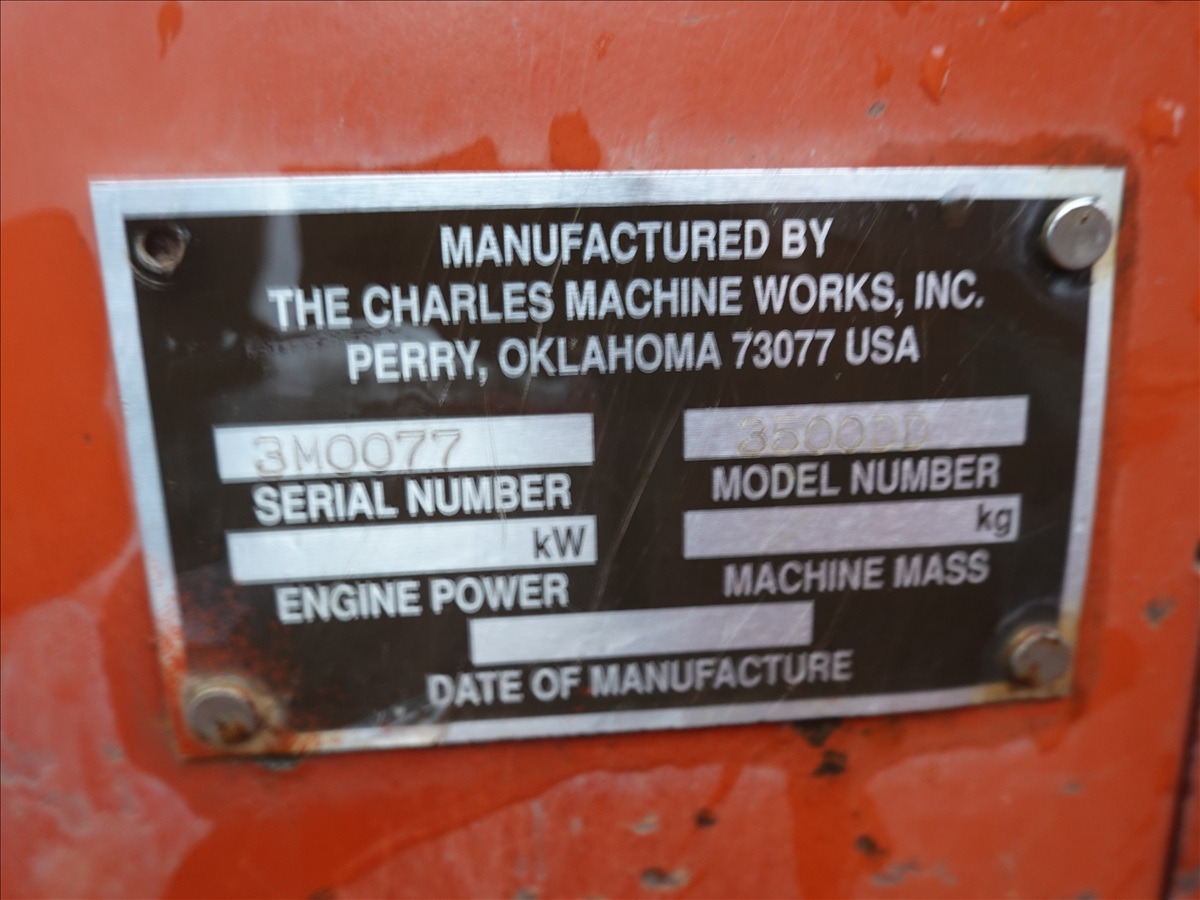 MANUFACTURED BY
THE CHARLES MACHINE WORKS, INC.
PERRY, OKLAHOMA 73077 USA
3M0077 3500DD
SERIAL NUMBER MODEL NUMBER
kW kg
ENGINE POWER MACHINE MASS
DATE OF MANUFACTURE